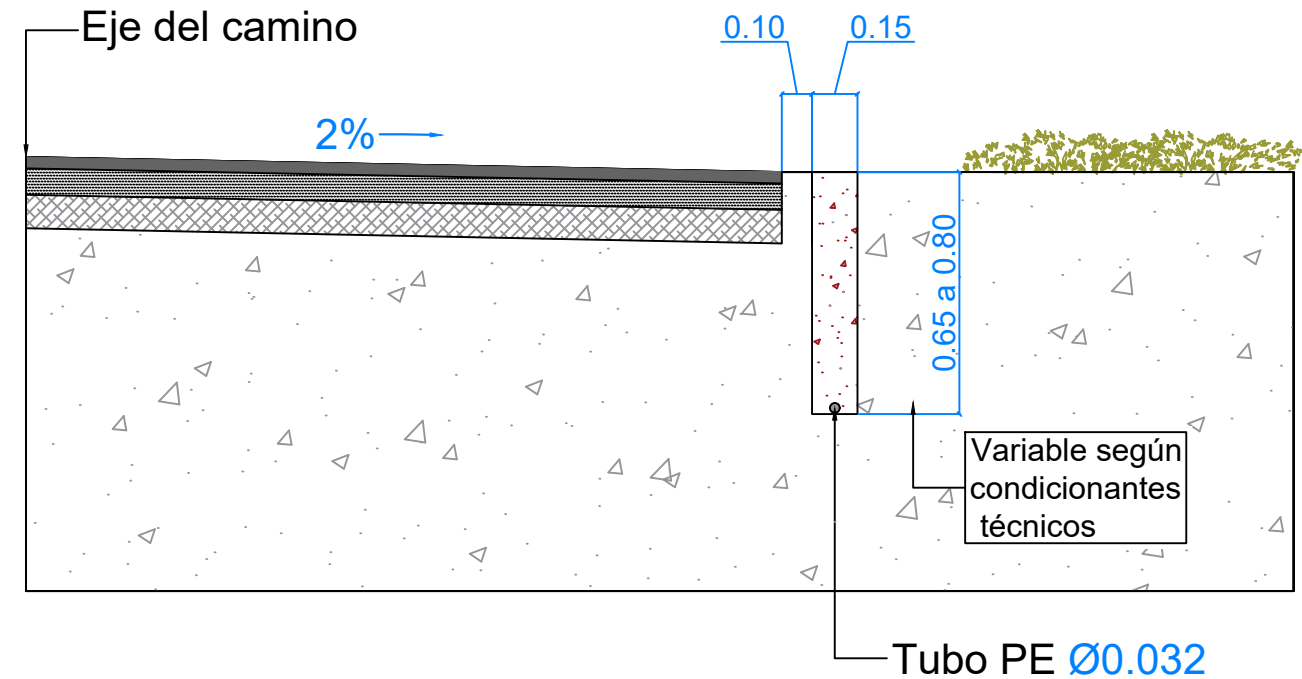 Eje del camino
0.10
0.15
2%
0.65 a 0.80
Variable según
condicionantes
técnicos
Tubo PE Ø0.032